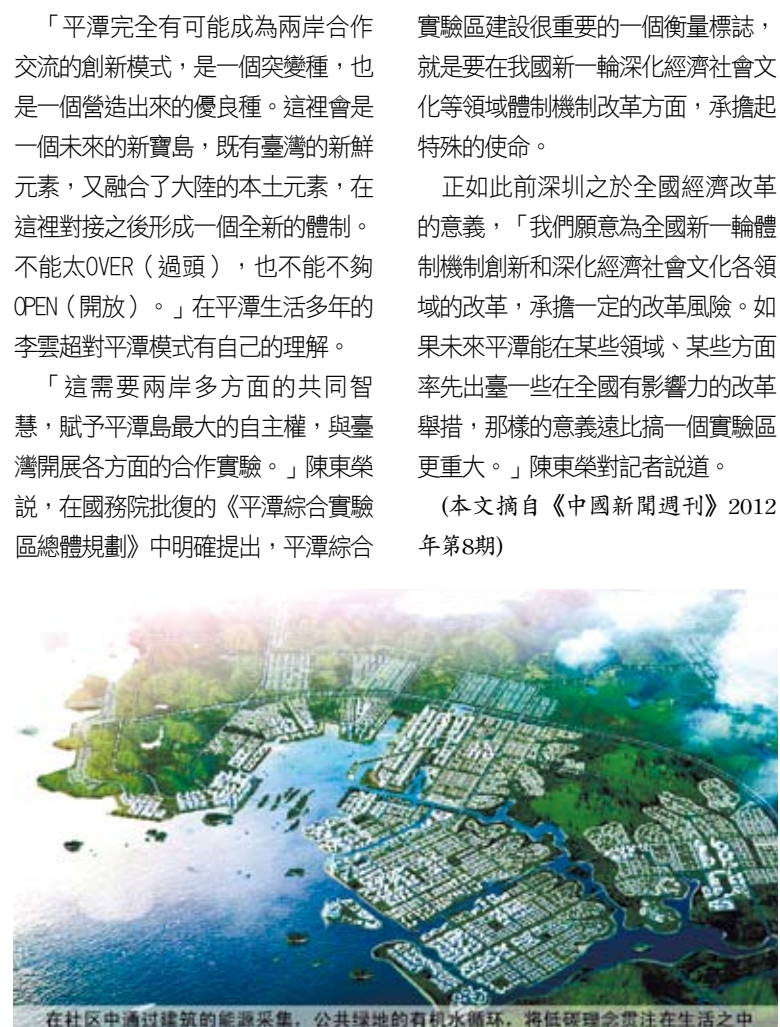 「平潭完全有可能成為兩岸合作
交流的創新模式，是一個突變種，也
是一個營造出來的優良種。這裡會是
一個未來的新寶島，既有臺灣的新鮮
元素，又融合了大陸的本土元素，在
這裡對接之後形成一個全新的體制。
不能太OVER（過頭），也不能不夠
OPEN（開放）。」在平潭生活多年的
李雲超對平潭模式有自己的理解。
「這需要兩岸多方面的共同智
慧，賦予平潭島最大的自主權，與臺
灣開展各方面的合作實驗。」陳東榮
説，在國務院批復的《平潭綜合實驗
區總體規劃》中明確提出，平潭綜合
實驗區建設很重要的一個衡量標誌，
就是要在我國新一輪深化經濟社會文
化等領域體制機制改革方面，承擔起
特殊的使命。
正如此前深圳之於全國經濟改革
的意義，「我們願意為全國新一輪體
制機制創新和深化經濟社會文化各領
域的改革，承擔一定的改革風險。如
果未來平潭能在某些領域、某些方面
率先出臺一些在全國有影響力的改革
舉措，那樣的意義遠比搞一個實驗區
更重大。」陳東榮對記者説道。
(本文摘自《中國新聞週刊》2012
年第8期)
在社区中通过建筑的能源采集，公共绿地的有机水循环，将低碳理念贯注在生活之中